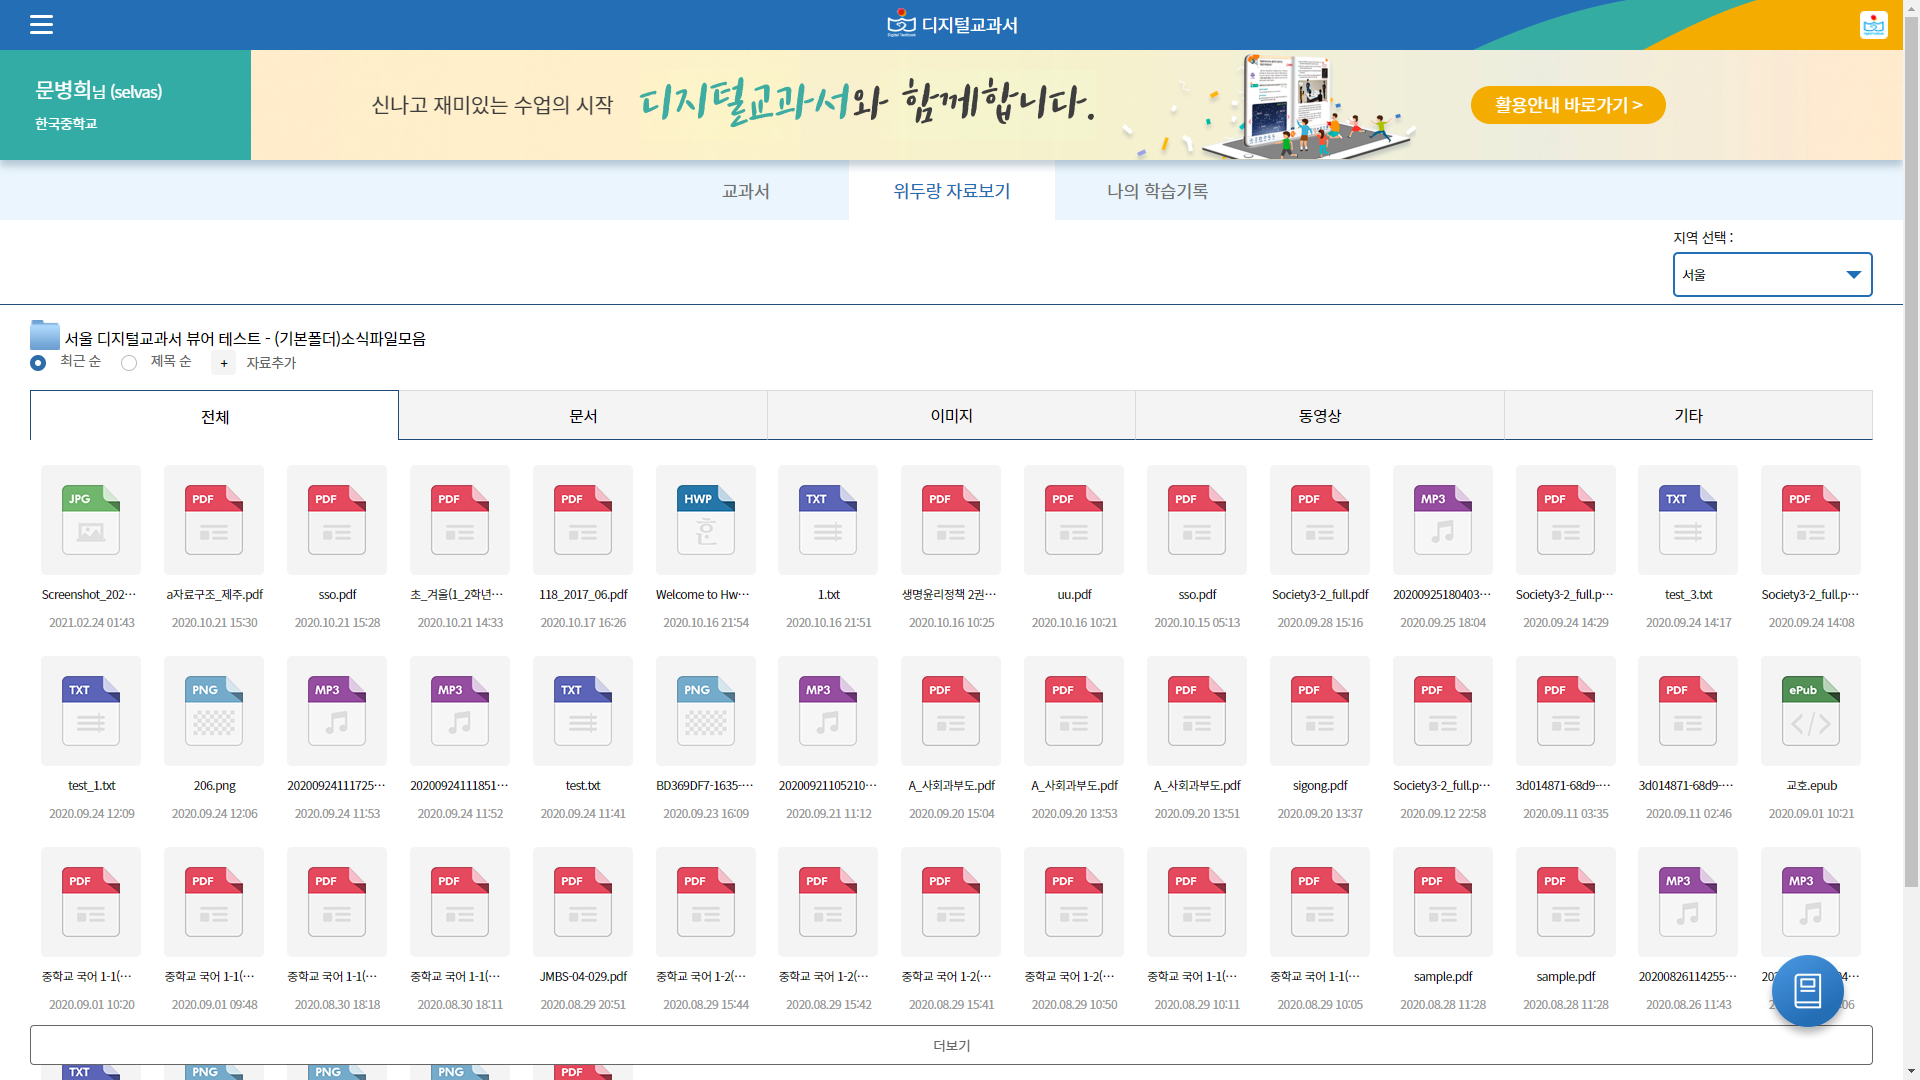 디지털교과서
문병희님 (selvas)
한국중학교
신나고 재미있는 수업의 시작 디지털교과서와 함께합니다.
활용안내 바로가기 >
교과서 위두랑 자료보기 나의 학습기록
지역 선택 :
서울
서울 디지털교과서 뷰어 테스트 - (기본폴더)소식파일모음
최근 순 제목 순 + 자료추가
전체 문서 이미지 동영상 기타
JPG PDF PDF PDF PDF HWP TXT PDF PDF PDF PDF MP3 PDF TXT PDF
Screenshot_202··· a자료구조_제주.pdf sso.pdf 초_겨울(1_2학년··· 118_2017_06.pdf Welcome to Hw··· 1.txt 생명윤리정책 2권··· uu.pdf sso.pdf Society3-2_full.pdf 20200925180403··· Society3-2_full.p··· test_3.txt Society3-2_full.p···
2021.02.24 01:43 2020.10.21 15:30 2020.10.21 15:28 2020.10.21 14:33 2020.10.17 16:26 2020.10.16 21:54 2020.10.16 21:51 2020.10.16 10:25 2020.10.16 10:21 2020.10.15 05:13 2020.09.28 15:16 2020.09.25 18:04 2020.09.24 14:29 2020.09.24 14:17 2020.09.24 14:08
TXT PNG MP3 MP3 TXT PNG MP3 PDF PDF PDF PDF PDF PDF PDF ePub
test_1.txt 206.png 20200924111725··· 20200924111851··· test.txt BD369DF7-1635-··· 20200921105210··· A_사회과부도.pdf A_사회과부도.pdf A_사회과부도.pdf sigong.pdf Society3-2_full.p··· 3d014871-68d9-··· 3d014871-68d9-··· 교호.epub
2020.09.24 12:09 2020.09.24 12:06 2020.09.24 11:53 2020.09.24 11:52 2020.09.24 11:41 2020.09.23 16:09 2020.09.21 11:12 2020.09.20 15:04 2020.09.20 13:53 2020.09.20 13:51 2020.09.20 13:37 2020.09.12 22:58 2020.09.11 03:35 2020.09.11 02:46 2020.09.01 10:21
PDF PDF PDF PDF PDF PDF PDF PDF PDF PDF PDF PDF PDF MP3 MP3
중학교 국어 1-1(··· 중학교 국어 1-1(··· 중학교 국어 1-1(··· 중학교 국어 1-1(··· JMBS-04-029.pdf 중학교 국어 1-2(··· 중학교 국어 1-2(··· 중학교 국어 1-2(··· 중학교 국어 1-2(··· 중학교 국어 1-1(··· 중학교 국어 1-1(··· sample.pdf sample.pdf 20200826114255···
2020.09.01 10:20 2020.09.01 09:48 2020.08.30 18:18 2020.08.30 18:11 2020.08.29 20:51 2020.08.29 15:44 2020.08.29 15:42 2020.08.29 15:41 2020.08.29 10:50 2020.08.29 10:11 2020.08.29 10:05 2020.08.28 11:28 2020.08.28 11:28 2020.08.26 11:43
더보기
TXT PNG PNG PNG PDF